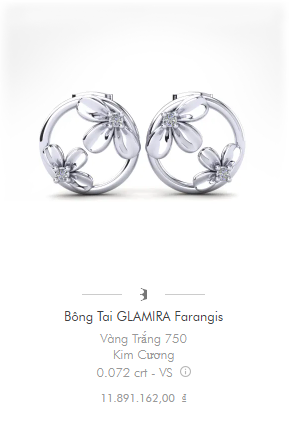 Bông Tai GLAMIRA Farangis
Vàng Trắng 750
Kim Cương
0.072 crt - VS
11.891.162,00 ₫